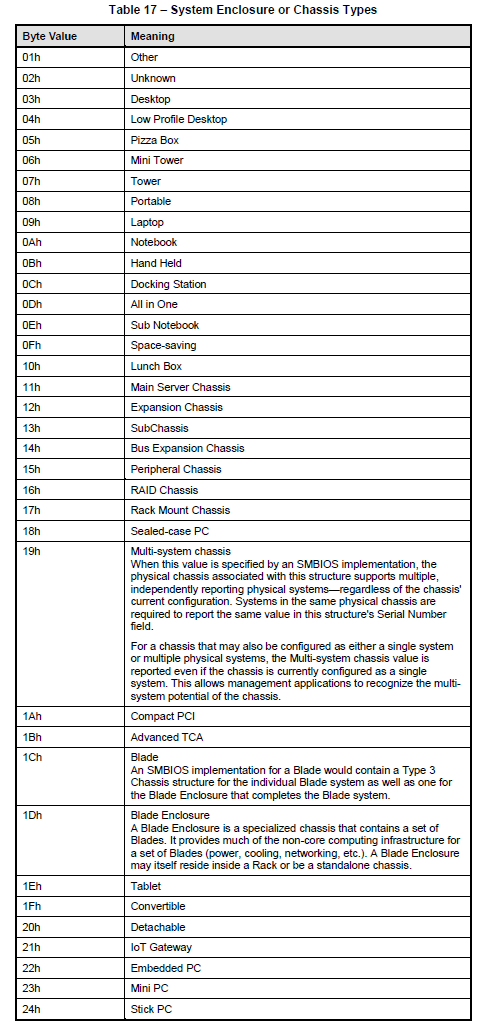 Table 17 – System Enclosure or Chassis Types
Byte Value Meaning
01h Other
02h Unknown
03h Desktop
04h Low Profile Desktop
05h Pizza Box
06h Mini Tower
07h Tower
08h Portable
09h Laptop
0Ah Notebook
0Bh Hand Held
0Ch Docking Station
0Dh All in One
0Eh Sub Notebook
0Fh Space-saving
10h Lunch Box
11h Main Server Chassis
12h Expansion Chassis
13h SubChassis
14h Bus Expansion Chassis
15h Peripheral Chassis
16h RAID Chassis
17h Rack Mount Chassis
18h Sealed-case PC
19h Multi-system chassis
When this value is specified by an SMBIOS implementation, the
physical chassis associated with this structure supports multiple,
independently reporting physical systems—regardless of the chassis'
current configuration. Systems in the same physical chassis are
required to report the same value in this structure's Serial Number
field.
For a chassis that may also be configured as either a single system
or multiple physical systems, the Multi-system chassis value is
reported even if the chassis is currently configured as a single
system. This allows management applications to recognize the multi-
system potential of the chassis.
1Ah Compact PCI
1Bh Advanced TCA
1Ch Blade
An SMBIOS implementation for a Blade would contain a Type 3
Chassis structure for the individual Blade system as well as one for
the Blade Enclosure that completes the Blade system.
1Dh Blade Enclosure
A Blade Enclosure is a specialized chassis that contains a set of
Blades. It provides much of the non-core computing infrastructure for
a set of Blades (power, cooling, networking, etc.). A Blade Enclosure
may itself reside inside a Rack or be a standalone chassis.
1Eh Tablet
1Fh Convertible
20h Detachable
21h IoT Gateway
22h Embedded PC
23h Mini PC
24h Stick PC